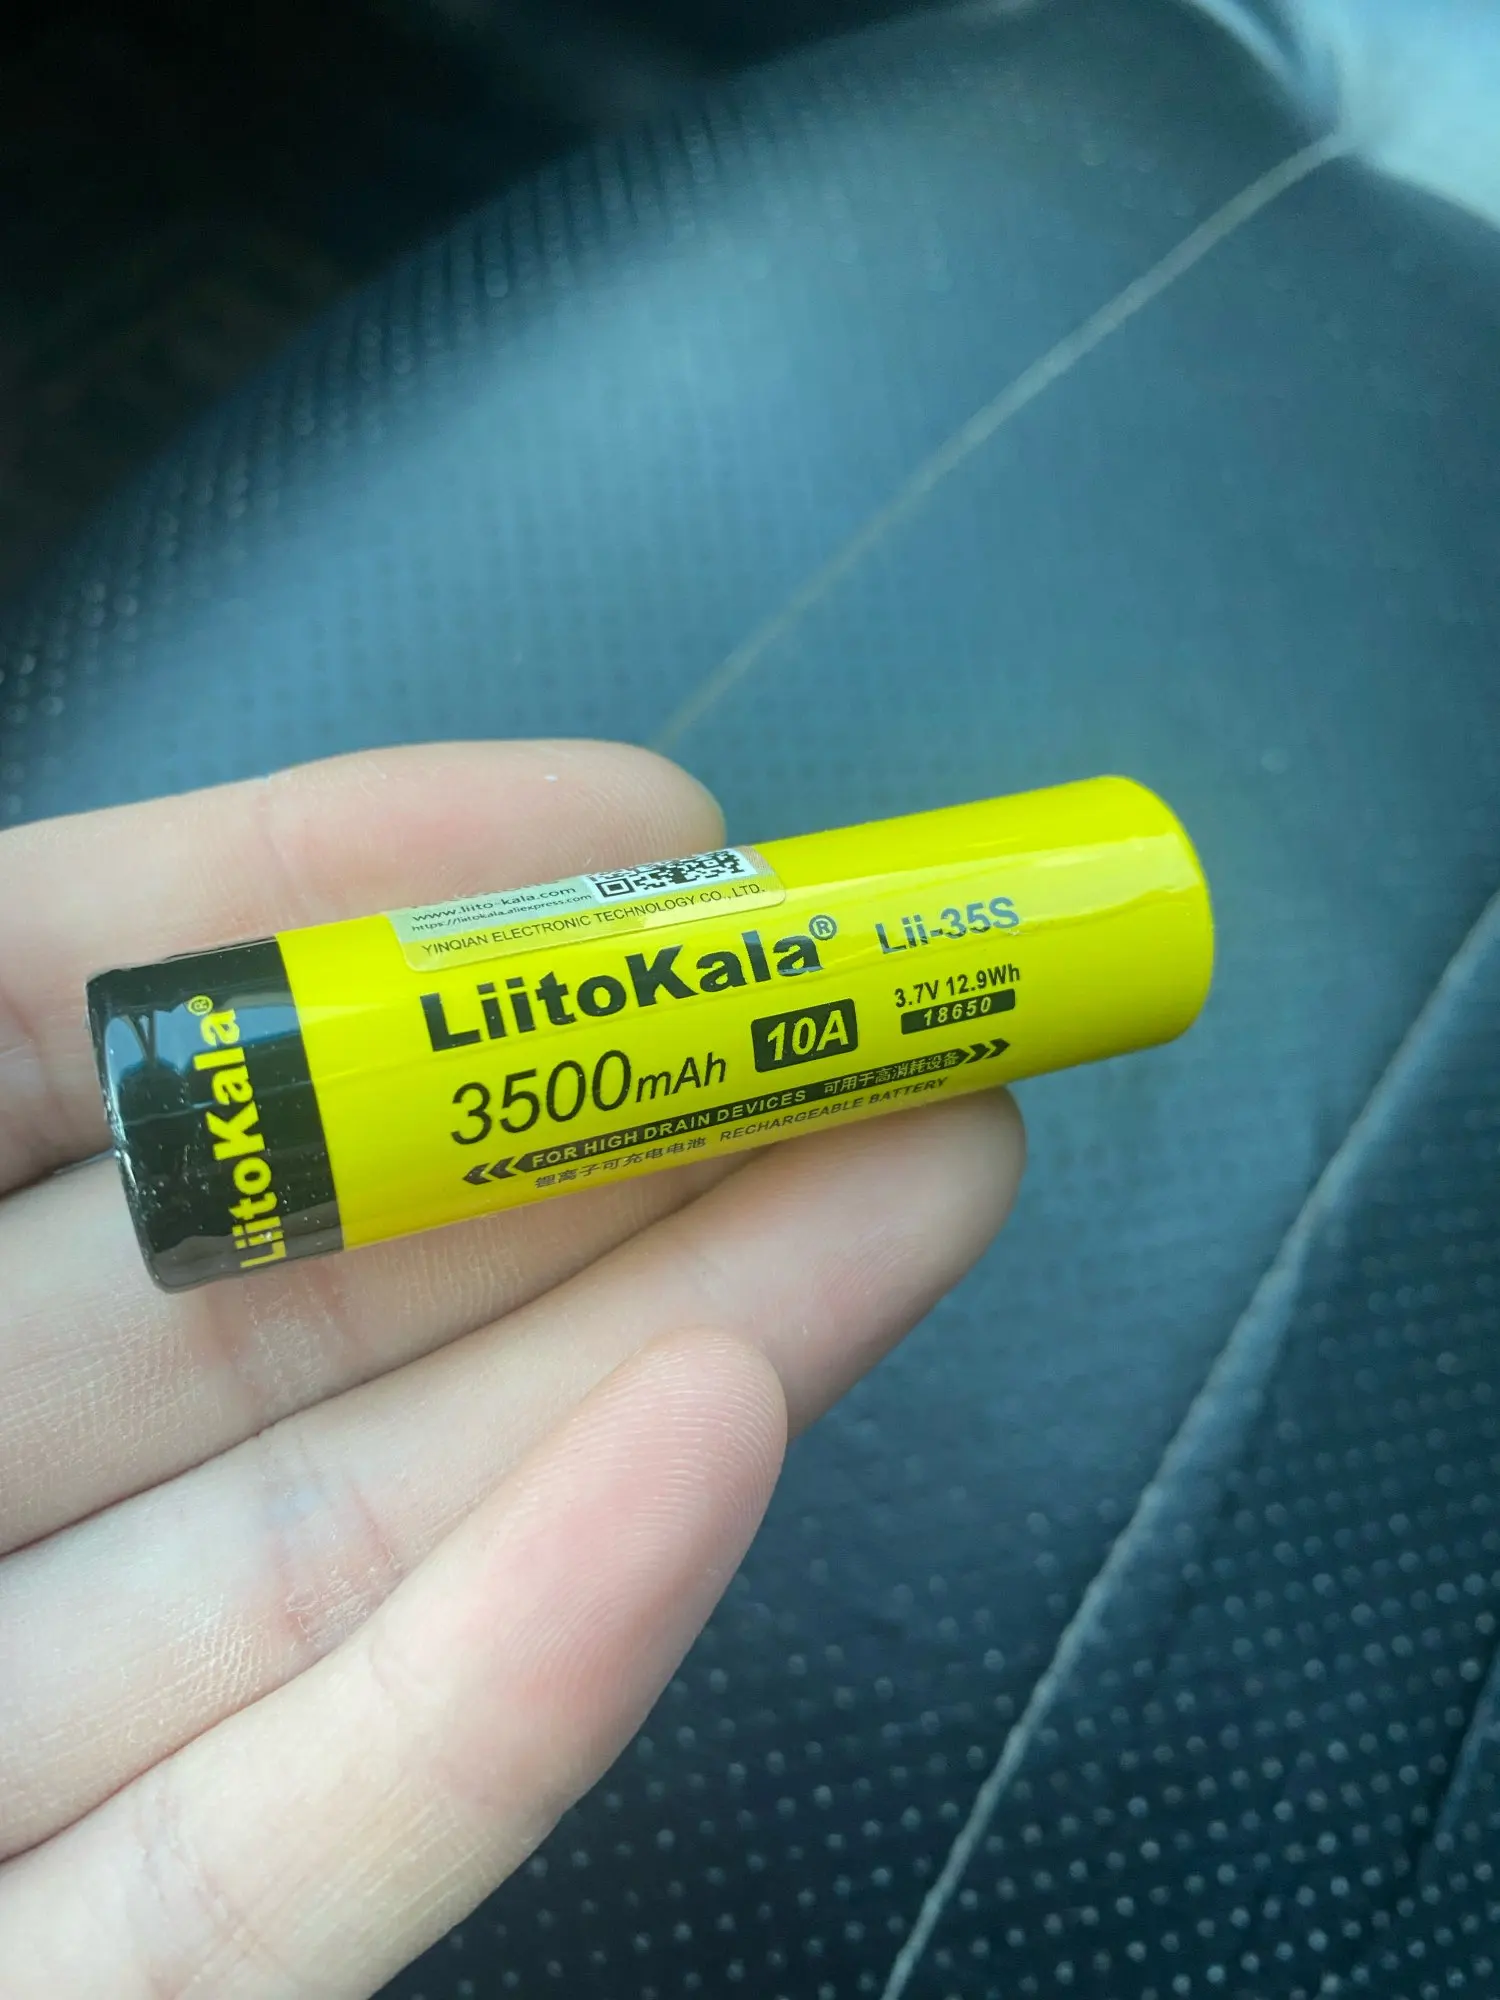 www.liito-kala.com
https://liitokala.aliexpress.com
YINQIAN ELECTRONIC TECHNOLOGY CO., LTD.
LiitoKala®
LiitoKala® Lii-35S
3500mAh 10A 3.7V 12.9Wh
18650
FOR HIGH DRAIN DEVICES 可用于高消耗设备
锂离子可充电电池 RECHARGEABLE BATTERY